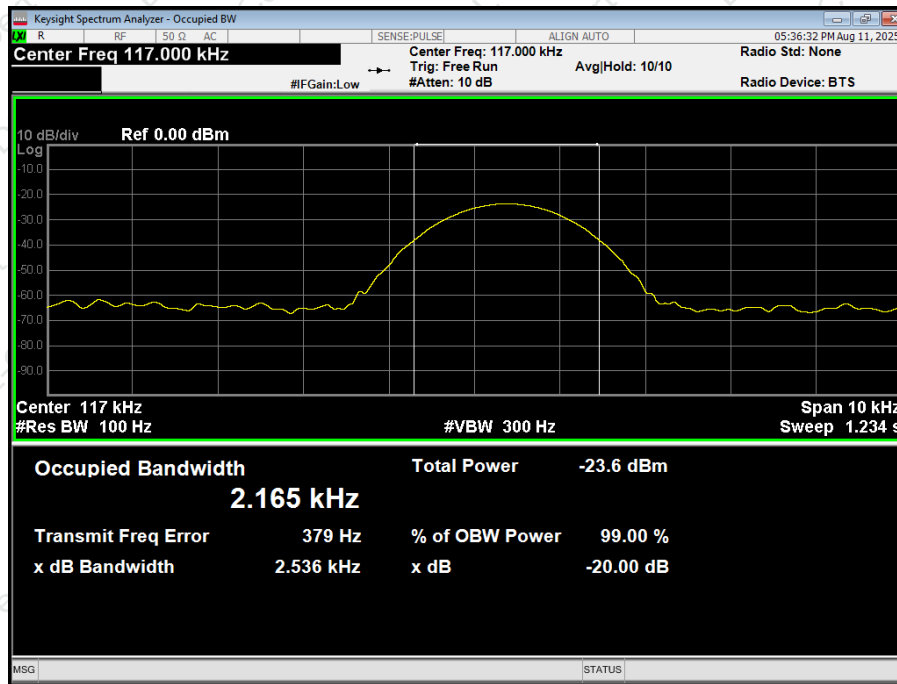 Keysight Spectrum Analyzer - Occupied BW
LXI R RF 50 Ω AC SENSE:PULSE ALIGN AUTO 05:36:32 PM Aug 11, 2025
Center Freq 117.000 kHz Center Freq: 117.000 kHz Radio Std: None
Trig: Free Run Avg|Hold: 10/10
#IFGain:Low #Atten: 10 dB Radio Device: BTS
10 dB/div Ref 0.00 dBm
Log
-10.0
-20.0
-30.0
-40.0
-50.0
-60.0
-70.0
-80.0
-90.0
Center 117 kHz Span 10 kHz
#Res BW 100 Hz #VBW 300 Hz Sweep 1.234 s
Occupied Bandwidth Total Power -23.6 dBm
2.165 kHz
Transmit Freq Error 379 Hz % of OBW Power 99.00 %
x dB Bandwidth 2.536 kHz x dB -20.00 dB
MSG STATUS